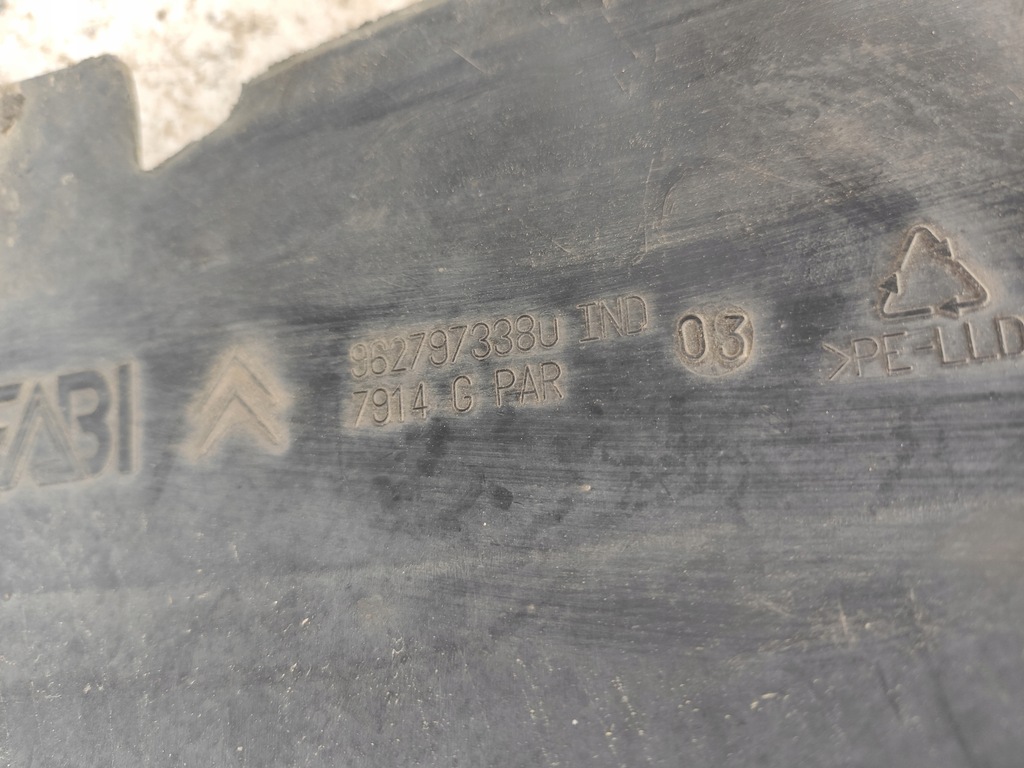 FABI
9627973380 IND
7914 G PAR
03
>PE-LLD